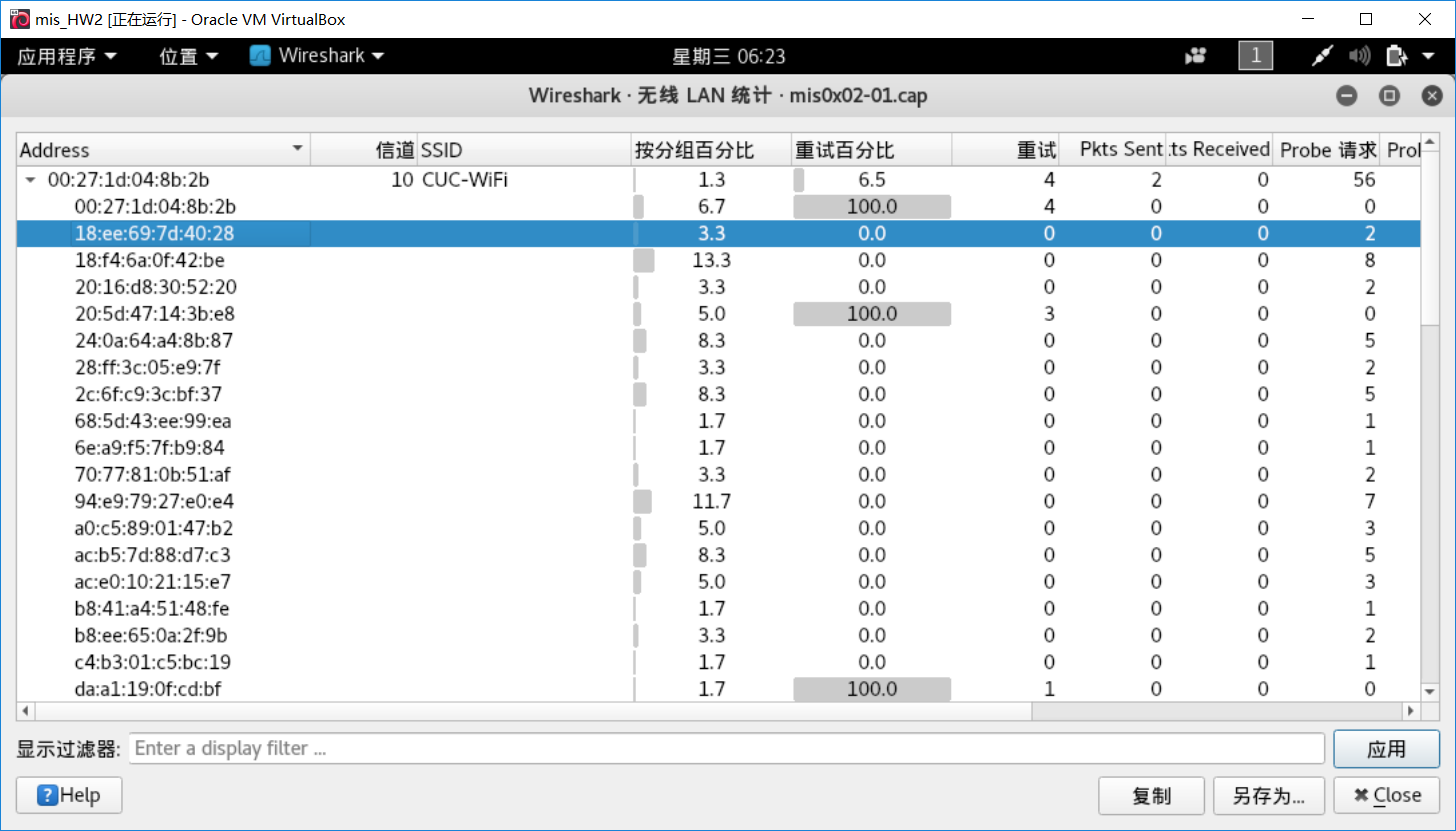 mis_HW2 [正在运行] - Oracle VM VirtualBox
应用程序 位置 Wireshark 星期三 06:23 1
Wireshark · 无线 LAN 统计 · mis0x02-01.cap
Address 信道 SSID 按分组百分比 重试百分比 重试 Pkts Sent :ts Received Probe 请求 Prol
00:27:1d:04:8b:2b 10 CUC-WiFi 1.3 6.5 4 2 0 56
00:27:1d:04:8b:2b 6.7 100.0 4 0 0 0
18:ee:69:7d:40:28 3.3 0.0 0 0 0 2
18:f4:6a:0f:42:be 13.3 0.0 0 0 0 8
20:16:d8:30:52:20 3.3 0.0 0 0 0 2
20:5d:47:14:3b:e8 5.0 100.0 3 0 0 0
24:0a:64:a4:8b:87 8.3 0.0 0 0 0 5
28:ff:3c:05:e9:7f 3.3 0.0 0 0 0 2
2c:6f:c9:3c:bf:37 8.3 0.0 0 0 0 5
68:5d:43:ee:99:ea 1.7 0.0 0 0 0 1
6e:a9:f5:7f:b9:84 1.7 0.0 0 0 0 1
70:77:81:0b:51:af 3.3 0.0 0 0 0 2
94:e9:79:27:e0:e4 11.7 0.0 0 0 0 7
a0:c5:89:01:47:b2 5.0 0.0 0 0 0 3
ac:b5:7d:88:d7:c3 8.3 0.0 0 0 0 5
ac:e0:10:21:15:e7 5.0 0.0 0 0 0 3
b8:41:a4:51:48:fe 1.7 0.0 0 0 0 1
b8:ee:65:0a:2f:9b 3.3 0.0 0 0 0 2
c4:b3:01:c5:bc:19 1.7 0.0 0 0 0 1
da:a1:19:0f:cd:bf 1.7 100.0 1 0 0 0
显示过滤器: Enter a display filter ... 应用
?Help 复制 另存为... Close